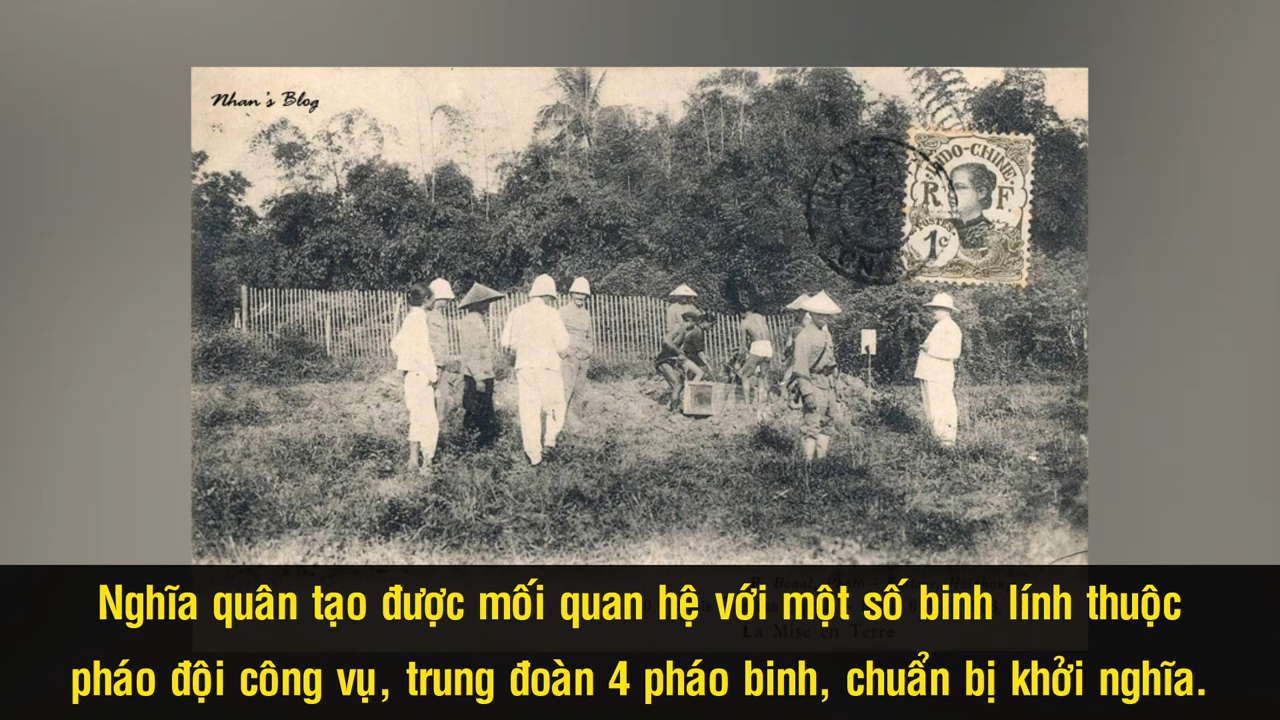 Nhan's Blog
INDO-CHINE
R F
POSTES
1c
La Mise en Terre
Nghĩa quân tạo được mối quan hệ với một số binh lính thuộc
pháo đội công vụ, trung đoàn 4 pháo binh, chuẩn bị khởi nghĩa.